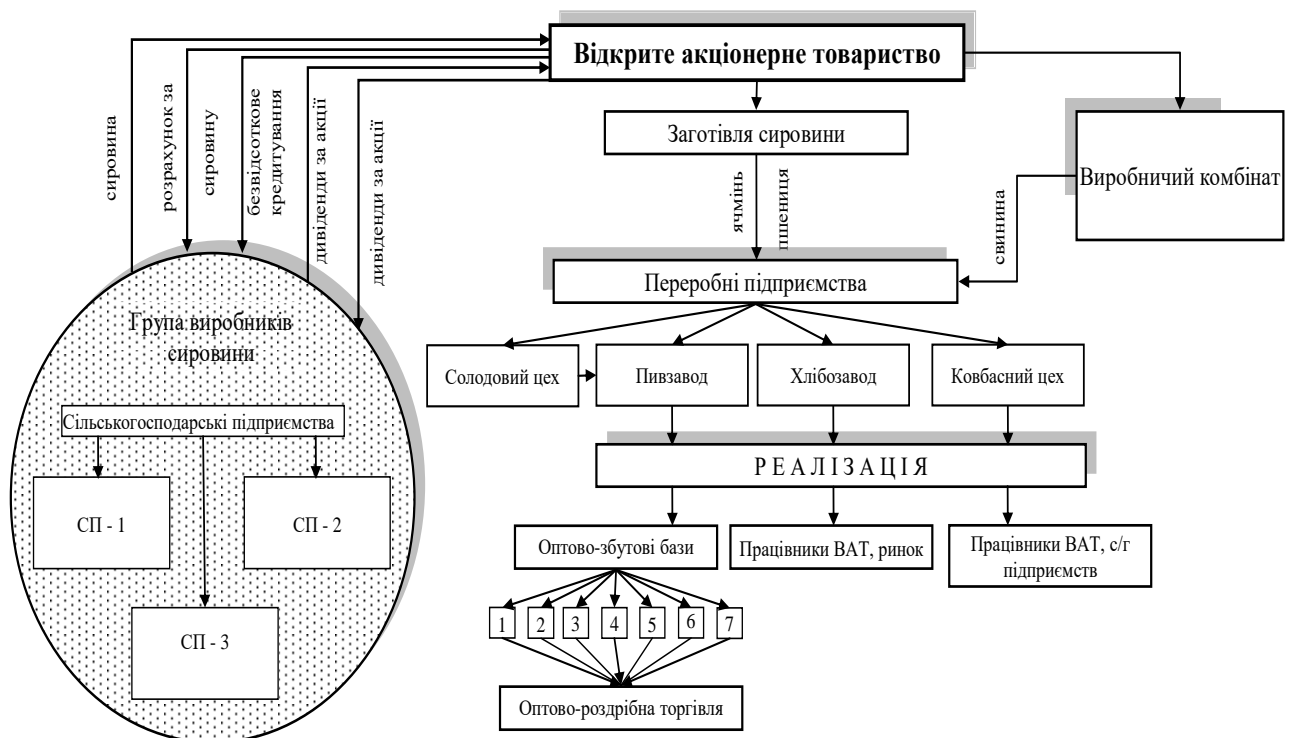 Відкрите акціонерне товариство
сировина
розрахунок за
сировину
безвідсоткове
кредитування
дивіденди за акції
дивіденди за акції
Заготівля сировини
Виробничий комбінат
ячмінь
пшениця
свинина
Переробні підприємства
Група виробників
сировини
Солодовий цех
Пивзавод
Хлібозавод
Ковбасний цех
Сільськогосподарські підприємства
Р Е А Л І З А Ц І Я
СП - 1
СП - 2
СП - 3
Оптово-збутові бази
Працівники ВАТ, ринок
Працівники ВАТ, с/г
підприємств
1 2 3 4 5 6 7
Оптово-роздрібна торгівля